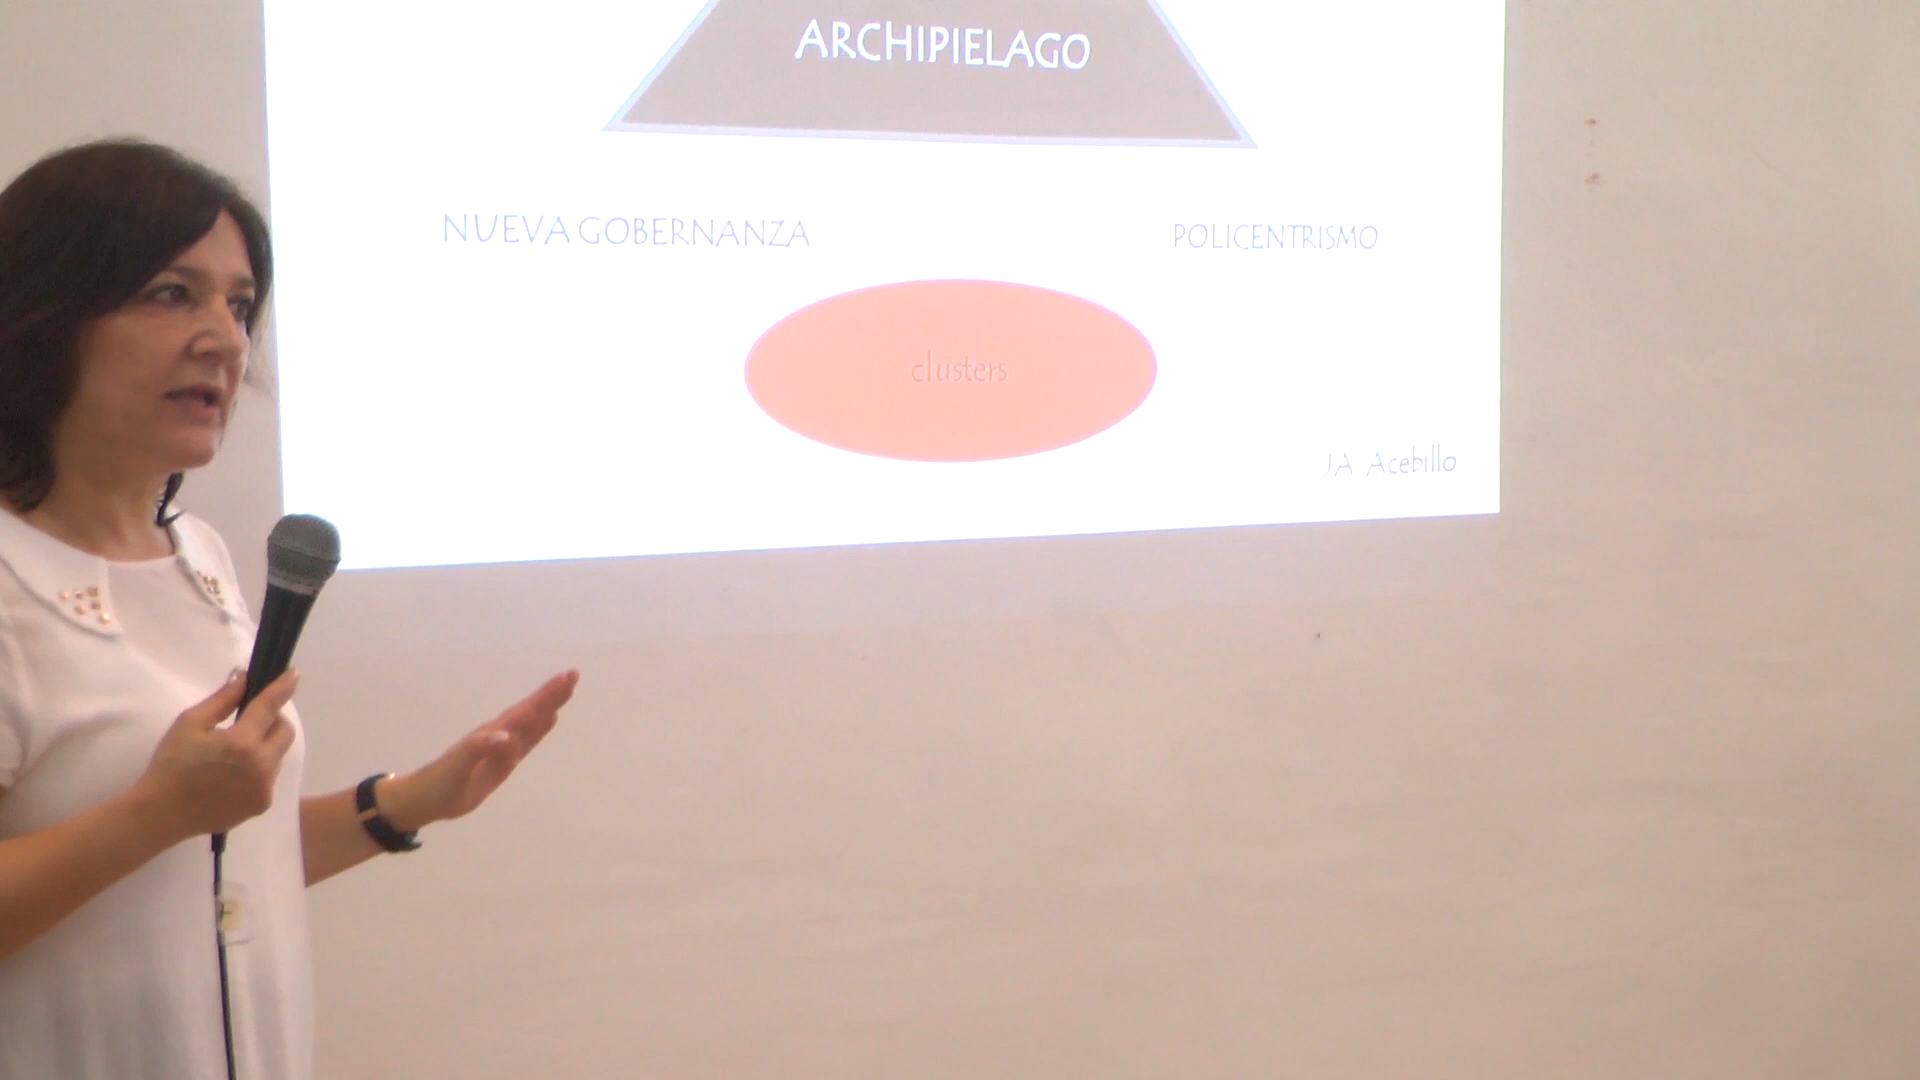 ARCHIPIELAGO
NUEVA GOBERNANZA
POLICENTRISMO
clusters
JA Acebillo